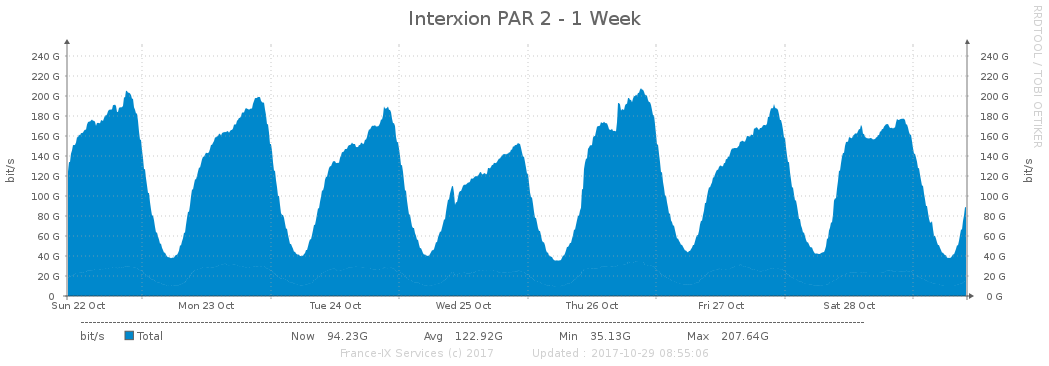 Interxion PAR 2 - 1 Week
RRDTOOL / TOBI OETIKER
bit/s
240 G 240 G
220 G 220 G
200 G 200 G
180 G 180 G
160 G 160 G
140 G 140 G
120 G 120 G
100 G 100 G
80 G 80 G
60 G 60 G
40 G 40 G
20 G 20 G
0 0 G
bit/s
Sun 22 Oct Mon 23 Oct Tue 24 Oct Wed 25 Oct Thu 26 Oct Fri 27 Oct Sat 28 Oct
bit/s Total Now 94.23G Avg 122.92G Min 35.13G Max 207.64G
France-IX Services (c) 2017 Updated : 2017-10-29 08:55:06